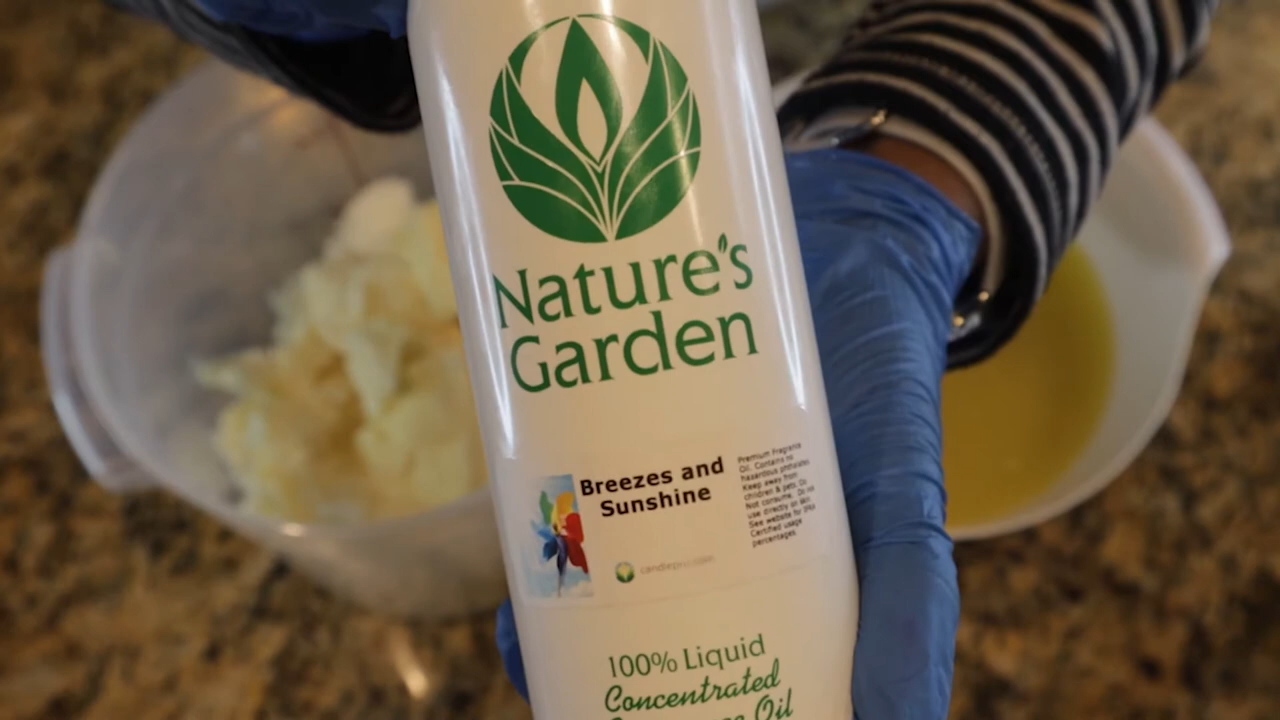 Nature's
Garden
Breezes and
Sunshine
Premium Fragrance
Oil. Contains no
hazardous phthalates
Keep away from
children & pets. Do
Not consume. Do not
use directly on skin
See website for IFRA
Certified usage
percentages
100% Liquid
Concentrated
Oil